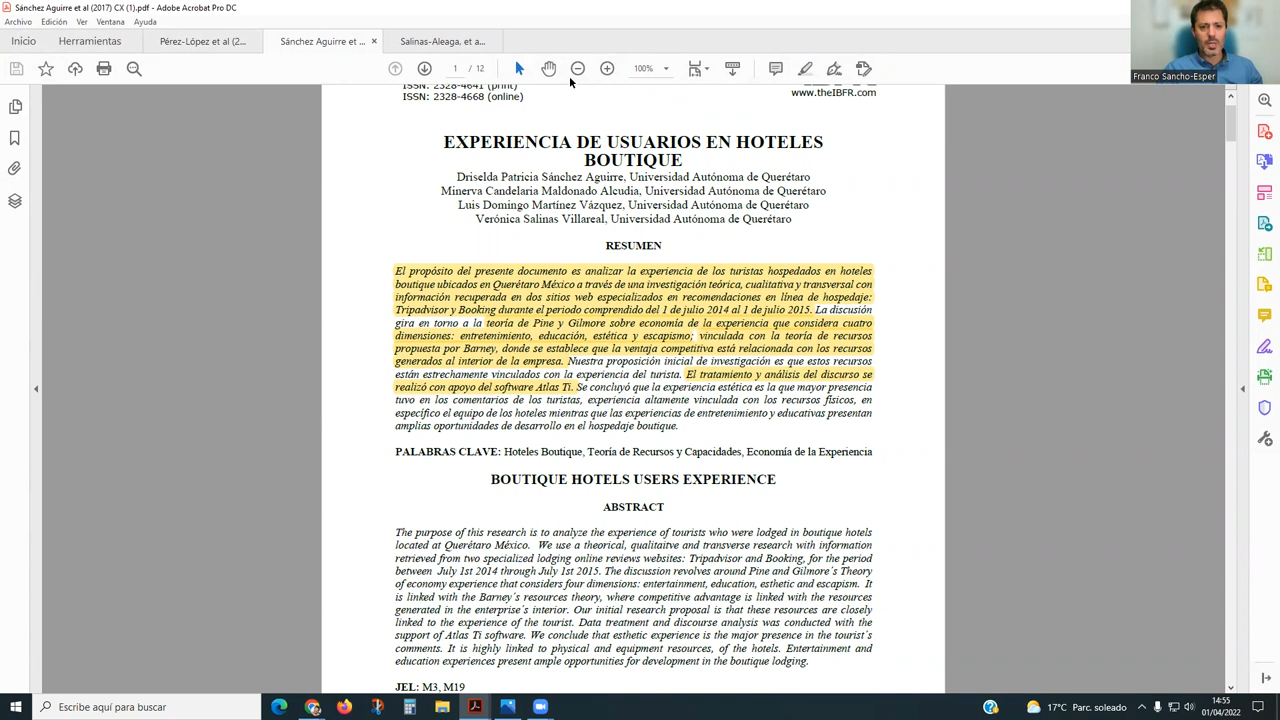 Sánchez Aguirre et al (2017) CX (1).pdf - Adobe Acrobat Pro DC
Archivo Edición Ver Ventana Ayuda
Inicio Herramientas Pérez-López et al (2... Sánchez Aguirre et ... × Salinas-Aleaga, et a...
1 / 12 100%
Franco Sancho-Esper
ISSN: 2328-4641 (print)
ISSN: 2328-4668 (online)
www.theIBFR.com
EXPERIENCIA DE USUARIOS EN HOTELES
BOUTIQUE
Driselda Patricia Sánchez Aguirre, Universidad Autónoma de Querétaro
Minerva Candelaria Maldonado Alcudia, Universidad Autónoma de Querétaro
Luis Domingo Martínez Vázquez, Universidad Autónoma de Querétaro
Verónica Salinas Villareal, Universidad Autónoma de Querétaro
RESUMEN
El propósito del presente documento es analizar la experiencia de los turistas hospedados en hoteles
boutique ubicados en Querétaro México a través de una investigación teórica, cualitativa y transversal con
información recuperada en dos sitios web especializados en recomendaciones en línea de hospedaje:
Tripadvisor y Booking durante el periodo comprendido del 1 de julio 2014 al 1 de julio 2015. La discusión
gira en torno a la teoría de Pine y Gilmore sobre economía de la experiencia que considera cuatro
dimensiones: entretenimiento, educación, estética y escapismo; vinculada con la teoría de recursos
propuesta por Barney, donde se establece que la ventaja competitiva está relacionada con los recursos
generados al interior de la empresa. Nuestra proposición inicial de investigación es que estos recursos
están estrechamente vinculados con la experiencia del turista. El tratamiento y análisis del discurso se
realizó con apoyo del software Atlas Ti. Se concluyó que la experiencia estética es la que mayor presencia
tuvo en los comentarios de los turistas, experiencia altamente vinculada con los recursos físicos, en
específico el equipo de los hoteles mientras que las experiencias de entretenimiento y educativas presentan
amplias oportunidades de desarrollo en el hospedaje boutique.
PALABRAS CLAVE: Hoteles Boutique, Teoría de Recursos y Capacidades, Economía de la Experiencia
BOUTIQUE HOTELS USERS EXPERIENCE
ABSTRACT
The purpose of this research is to analyze the experience of tourists who were lodged in boutique hotels
located at Querétaro México. We use a theorical, qualitaitve and transverse research with information
retrieved from two specialized lodging online reviews websites: Tripadvisor and Booking, for the period
between July 1st 2014 through July 1st 2015. The discussion revolves around Pine and Gilmore´s Theory
of economy experience that considers four dimensions: entertainment, education, esthetic and escapism. It
is linked with the Barney´s resources theory, where competitive advantage is linked with the resources
generated in the enterprise´s interior. Our initial research proposal is that these resources are closely
linked to the experience of the tourist. Data treatment and discourse analysis was conducted with the
support of Atlas Ti software. We conclude that esthetic experience is the major presence in the tourist´s
comments. It is highly linked to physical and equipment resources, of the hotels. Entertainment and
education experiences present ample opportunities for development in the boutique lodging.
JEL: M3, M19
Escribe aquí para buscar
17°C Parc. soleado
14:55
01/04/2022